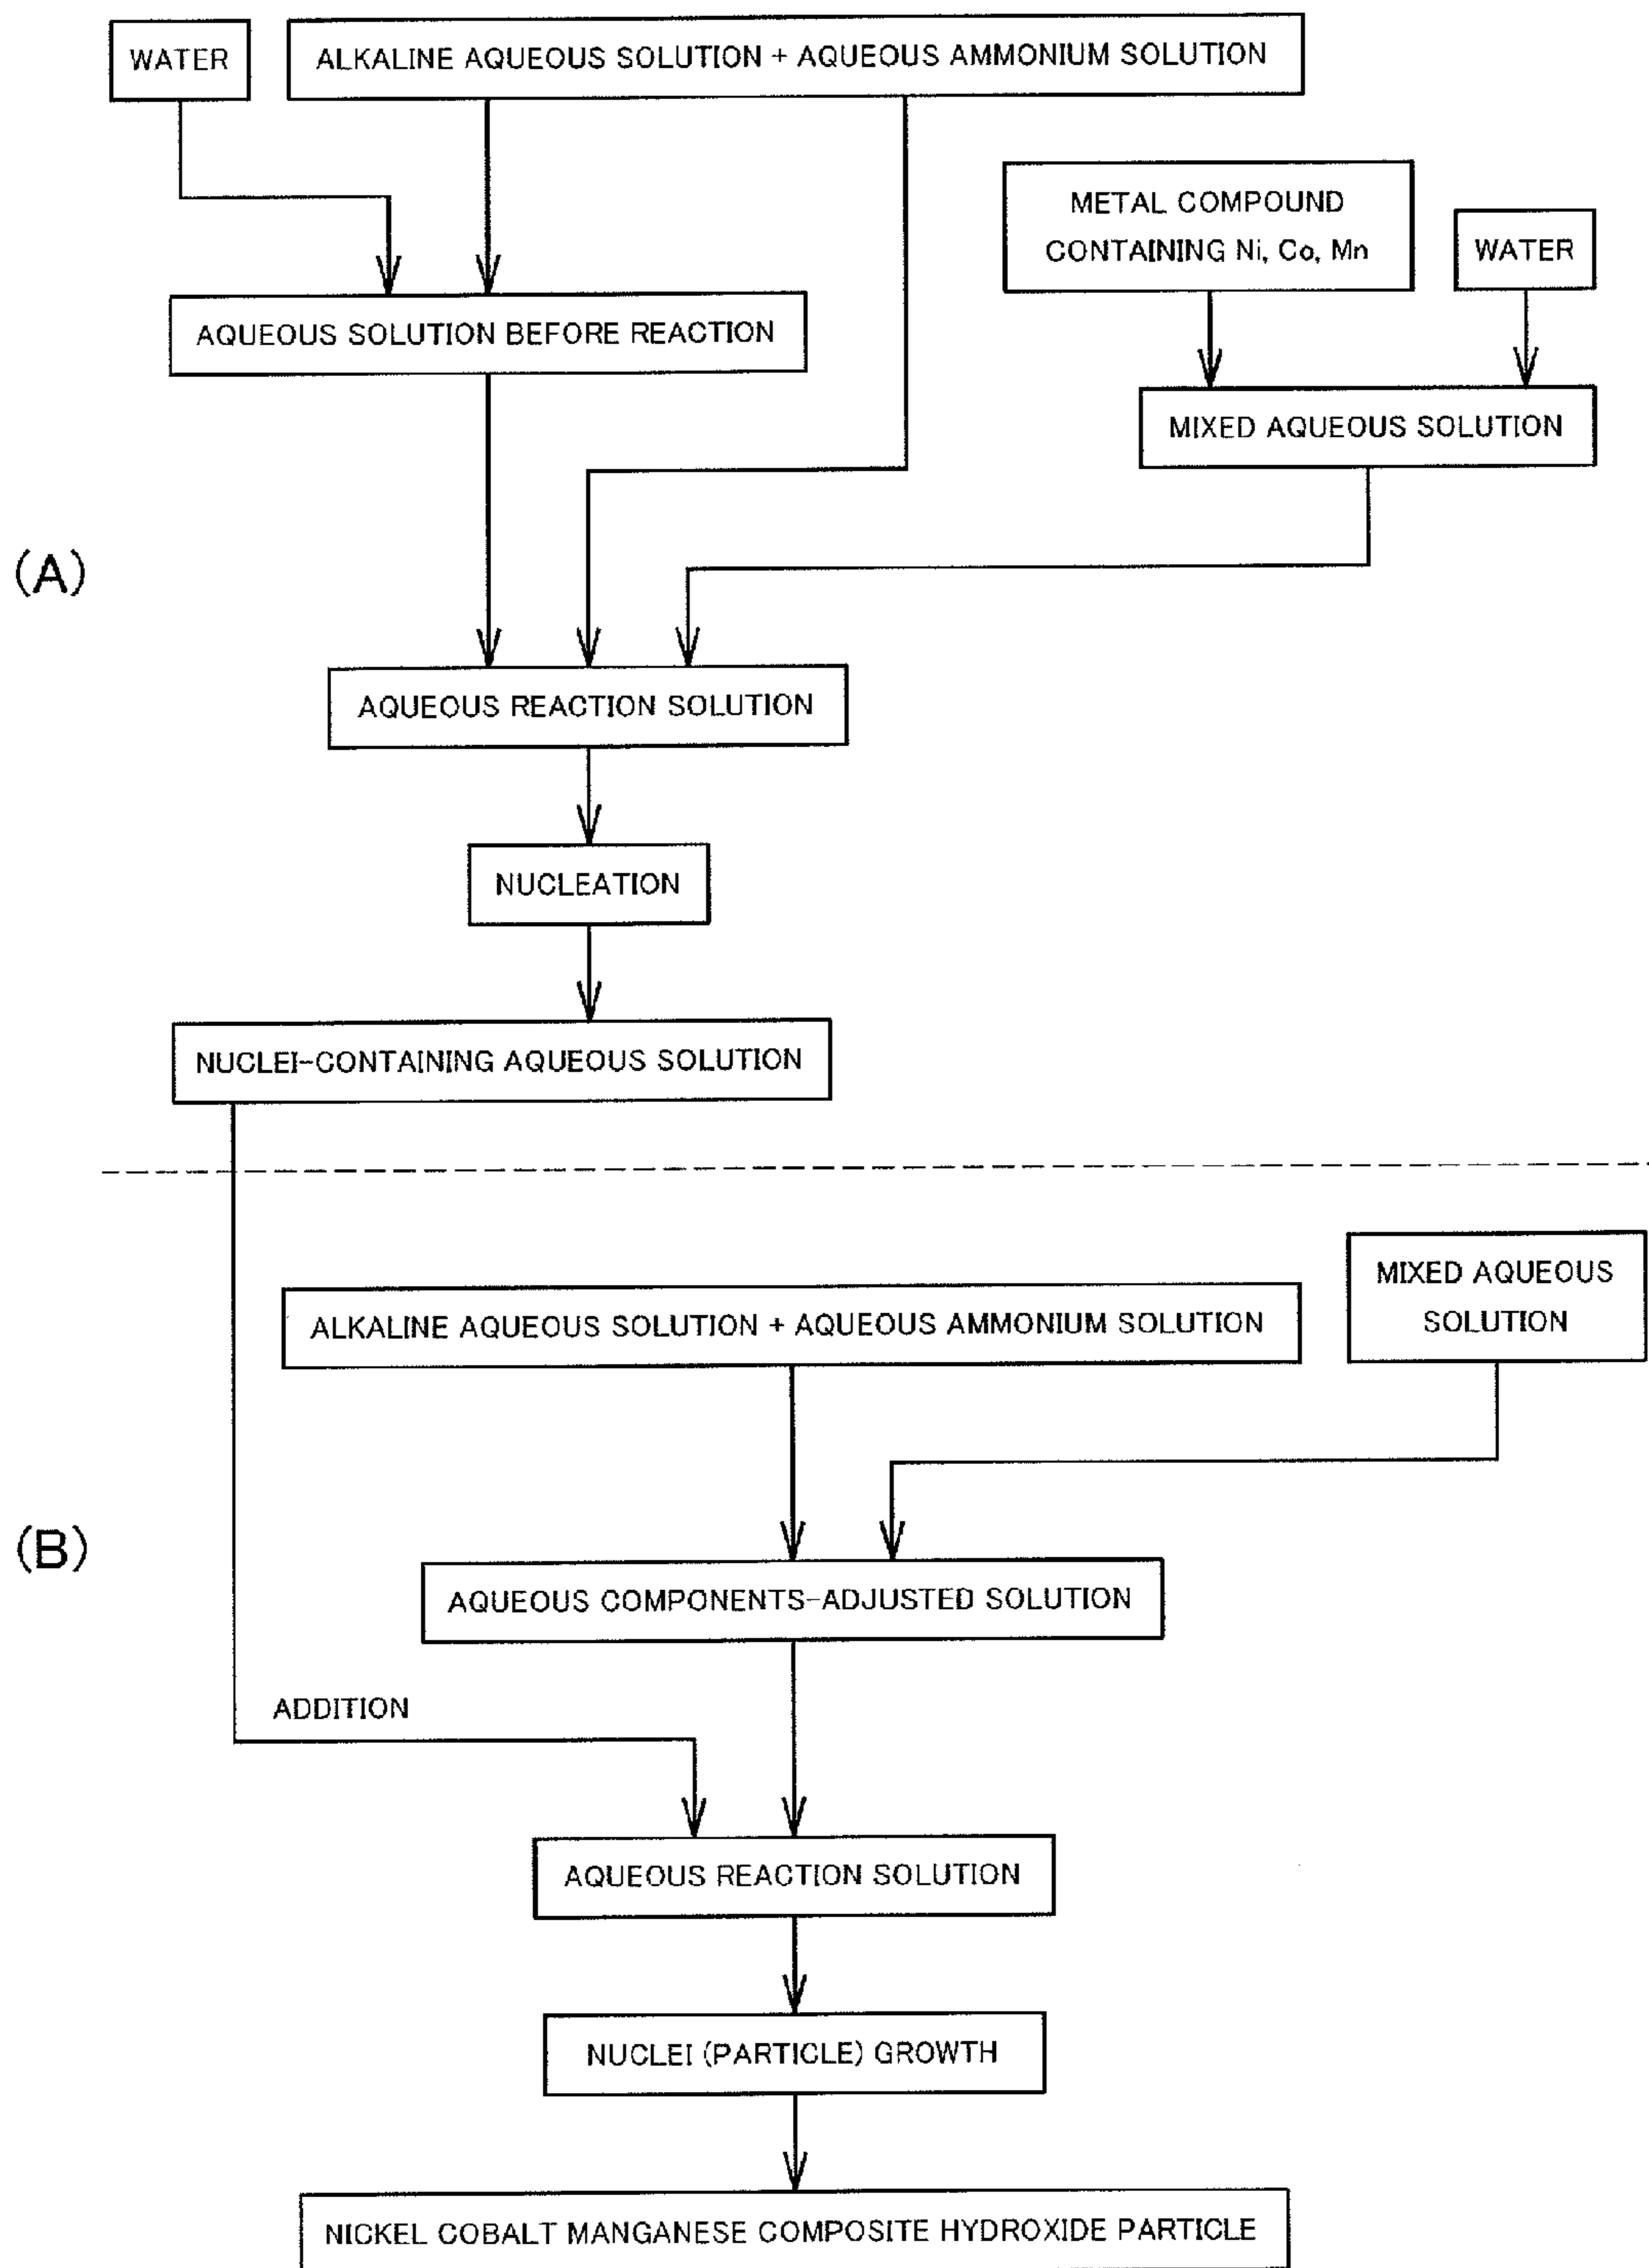 WATER
ALKALINE AQUEOUS SOLUTION + AQUEOUS AMMONIUM SOLUTION
METAL COMPOUND
CONTAINING Ni, Co, Mn
WATER
AQUEOUS SOLUTION BEFORE REACTION
MIXED AQUEOUS SOLUTION
(A)
AQUEOUS REACTION SOLUTION
NUCLEATION
NUCLEI-CONTAINING AQUEOUS SOLUTION
MIXED AQUEOUS
SOLUTION
ALKALINE AQUEOUS SOLUTION + AQUEOUS AMMONIUM SOLUTION
(B)
AQUEOUS COMPONENTS-ADJUSTED SOLUTION
ADDITION
AQUEOUS REACTION SOLUTION
NUCLEI (PARTICLE) GROWTH
NICKEL COBALT MANGANESE COMPOSITE HYDROXIDE PARTICLE